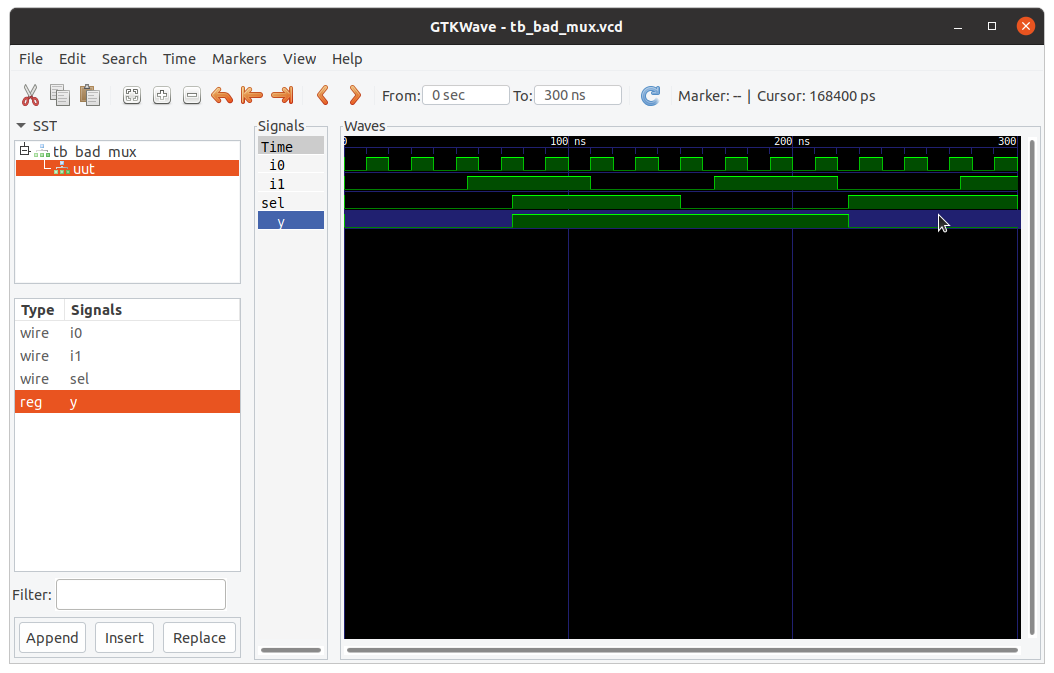 GTKWave - tb_bad_mux.vcd
File Edit Search Time Markers View Help
From: 0 sec To: 300 ns Marker: -- | Cursor: 168400 ps
SST
tb_bad_mux
uut
Type Signals
wire i0
wire i1
wire sel
reg y
Filter:
Append Insert Replace
Signals
Time
i0
i1
sel
y
Waves
0 100 ns 200 ns 300